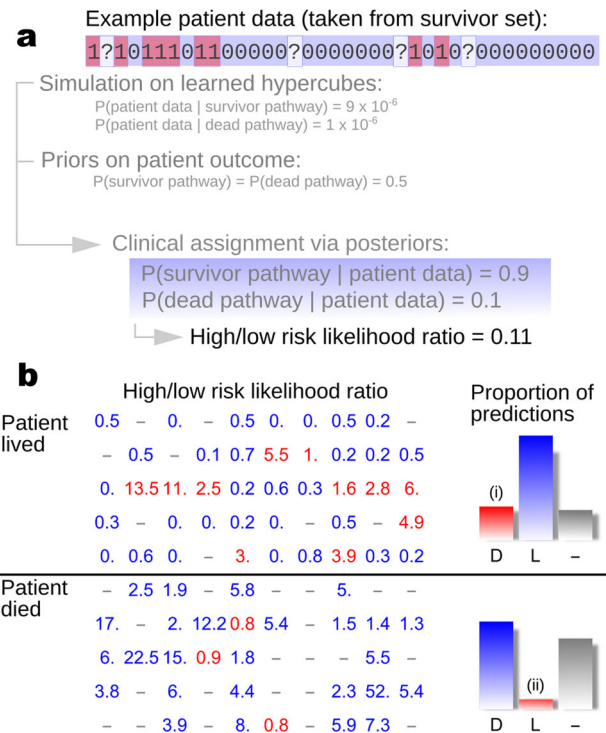 a
Example patient data (taken from survivor set):
1?1011101100000?0000000?1010?000000000
Simulation on learned hypercubes:
P(patient data | survivor pathway) = 9 x 10-6
P(patient data | dead pathway) = 1 x 10-6
Priors on patient outcome:
P(survivor pathway) = P(dead pathway) = 0.5
Clinical assignment via posteriors:
P(survivor pathway | patient data) = 0.9
P(dead pathway | patient data) = 0.1
High/low risk likelihood ratio = 0.11
b
High/low risk likelihood ratio
Patient
lived
0.5 – 0. – 0.5 0. 0. 0.5 0.2 –
– 0.5 – 0.1 0.7 5.5 1. 0.2 0.2 0.5
0. 13.5 11. 2.5 0.2 0.6 0.3 1.6 2.8 6.
0.3 – 0. 0. 0.2 0. – 0.5 – 4.9
0. 0.6 0. – 3. 0. 0.8 3.9 0.3 0.2
Proportion of
predictions
(i)
D L –
Patient
died
– 2.5 1.9 – 5.8 – – 5. – –
17. – 2. 12.2 0.8 5.4 – 1.5 1.4 1.3
6. 22.5 15. 0.9 1.8 – – – 5.5 –
3.8 – 6. – 4.4 – – 2.3 52. 5.4
– – 3.9 – 8. 0.8 – 5.9 7.3 –
(ii)
D L –